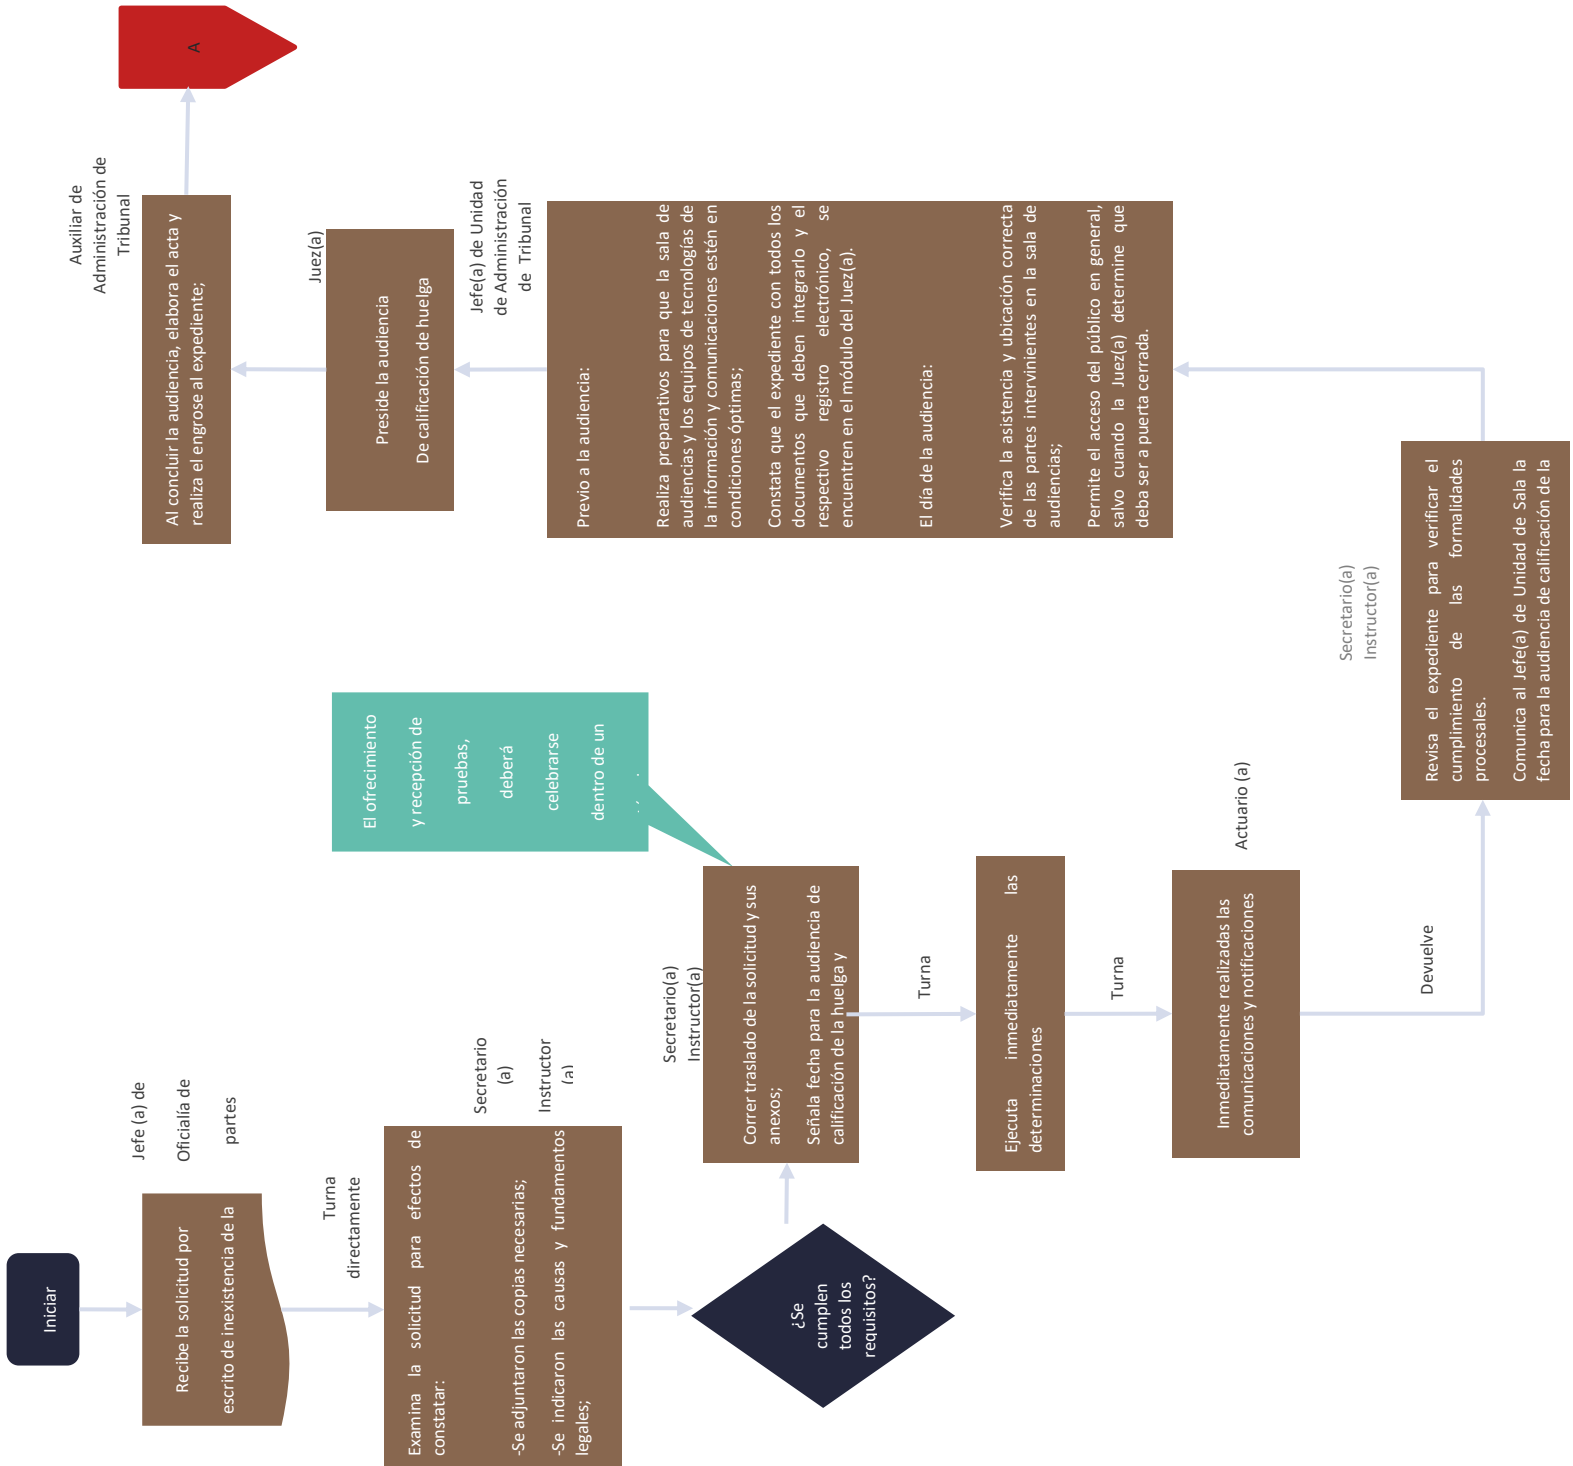 Iniciar
Jefe (a) de
Oficialía de
partes
Recibe la solicitud por
escrito de inexistencia de la
Turna
directamente
Secretario
(a)
Instructor
(a)
Examina la solicitud para efectos de
constatar:
-Se adjuntaron las copias necesarias;
-Se indicaron las causas y fundamentos
legales;
¿Se
cumplen
todos los
requisitos?
Secretario(a)
Instructor(a)
Correr traslado de la solicitud y sus
anexos;
Señala fecha para la audiencia de
calificación de la huelga y
El ofrecimiento
y recepción de
pruebas,
deberá
celebrarse
dentro de un
Turna
Ejecuta inmediatamente las
determinaciones
Turna
Actuario (a)
Inmediatamente realizadas las
comunicaciones y notificaciones
Devuelve
Secretario(a)
Instructor(a)
Revisa el expediente para verificar el
cumplimiento de las formalidades
procesales.
Comunica al Jefe(a) de Unidad de Sala la
fecha para la audiencia de calificación de la
Jefe(a) de Unidad
de Administración
de Tribunal
Previo a la audiencia:
Realiza preparativos para que la sala de
audiencias y los equipos de tecnologías de
la información y comunicaciones estén en
condiciones óptimas;
Constata que el expediente con todos los
documentos que deben integrarlo y el
respectivo registro electrónico, se
encuentren en el módulo del Juez(a).
El día de la audiencia:
Verifica la asistencia y ubicación correcta
de las partes intervinientes en la sala de
audiencias;
Permite el acceso del público en general,
salvo cuando la Juez(a) determine que
deba ser a puerta cerrada.
Juez(a)
Preside la audiencia
De calificación de huelga
Auxiliar de
Administración de
Tribunal
Al concluir la audiencia, elabora el acta y
realiza el engrose al expediente;
A